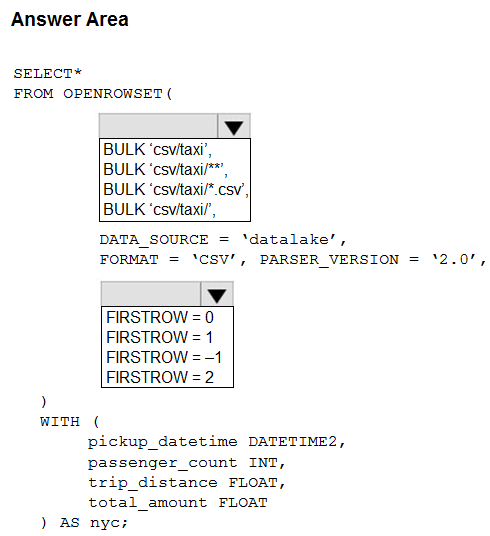 Answer Area
SELECT*
FROM OPENROWSET(
BULK ‘csv/taxi’,
BULK ‘csv/taxi/**’,
BULK ‘csv/taxi/*.csv’,
BULK ‘csv/taxi/’,
DATA_SOURCE = ‘datalake’,
FORMAT = ‘CSV’, PARSER_VERSION = ‘2.0’,
FIRSTROW = 0
FIRSTROW = 1
FIRSTROW = –1
FIRSTROW = 2
)
WITH (
pickup_datetime DATETIME2,
passenger_count INT,
trip_distance FLOAT,
total_amount FLOAT
) AS nyc;